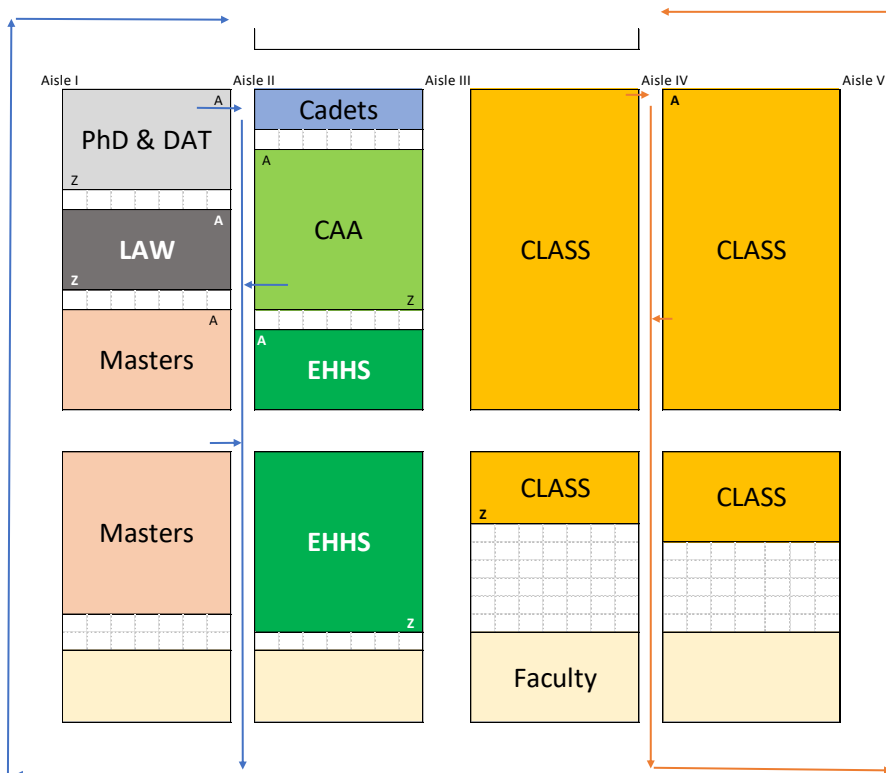 Aisle I
Aisle II
Aisle III
Aisle IV
Aisle V
A
PhD & DAT
Z
Cadets
A
CAA
Z
CLASS
A
CLASS
A
LAW
Z
A
Masters
A
EHHS
Masters
EHHS
Z
CLASS
Z
CLASS
Faculty